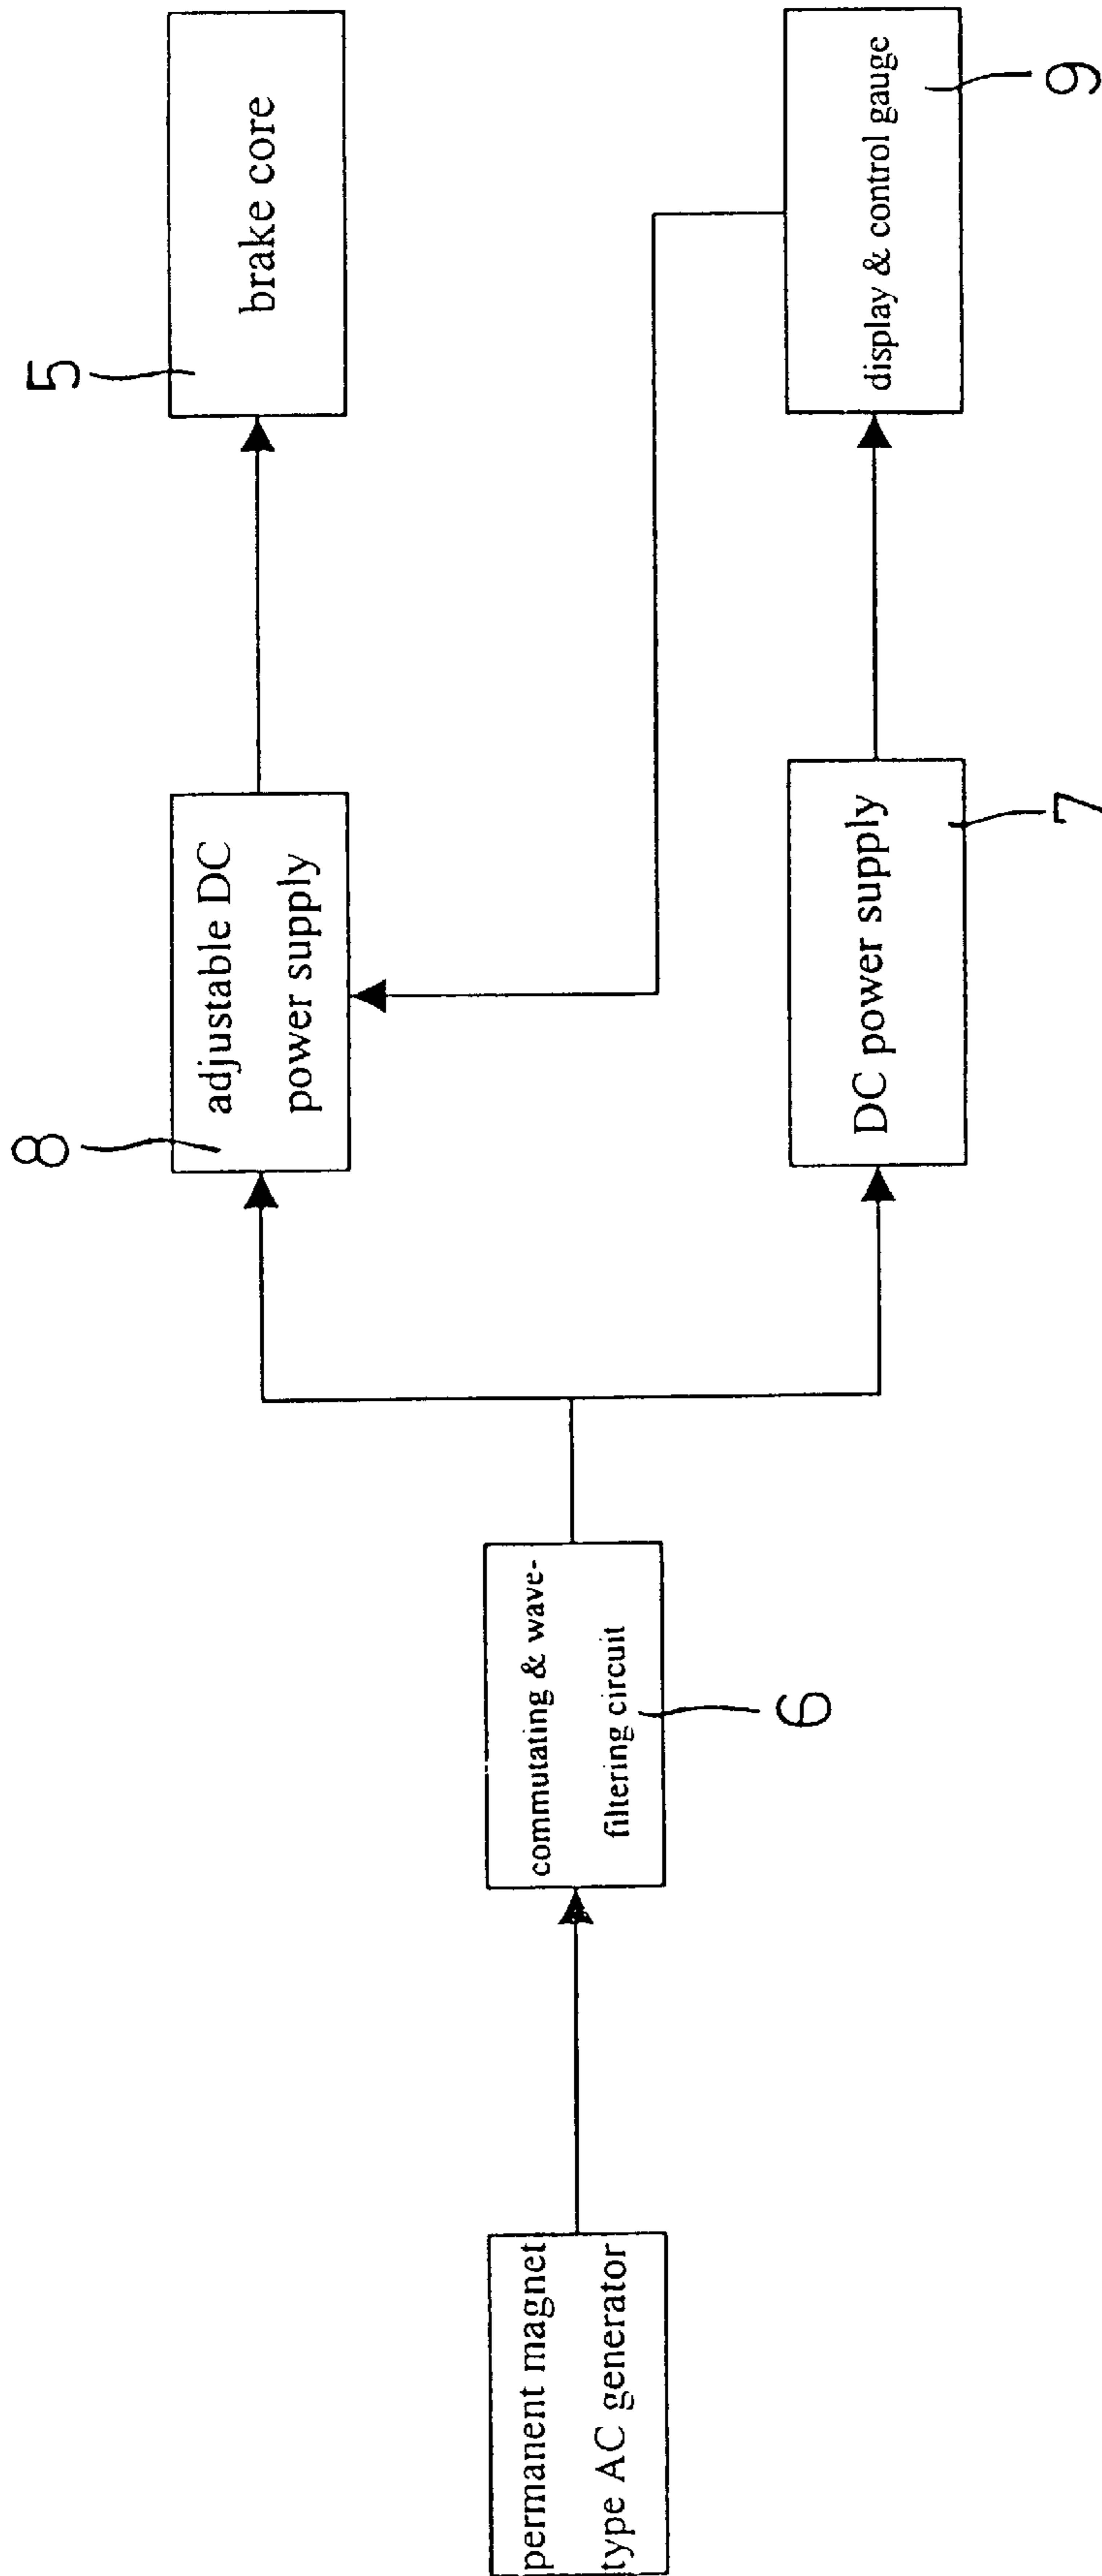 permanent magnet
type AC generator
commutating & wave-
filtering circuit
6
8
adjustable DC
power supply
5
brake core
DC power supply
7
display & control gauge
9